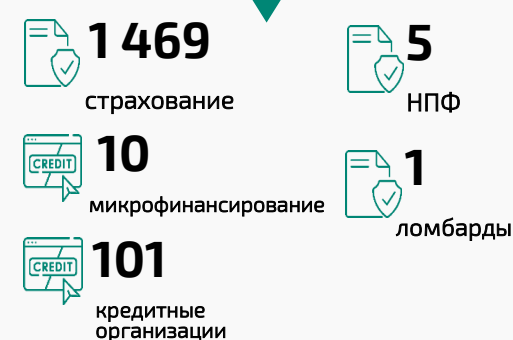 1 469
страхование
5
НПФ
CREDIT
10
микрофинансирование
1
ломбарды
CREDIT
101
кредитные
организации